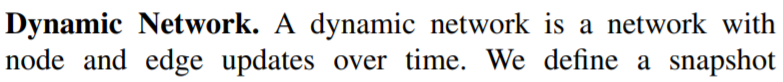 Dynamic Network. A dynamic network is a network with
node and edge updates over time. We define a snapshot